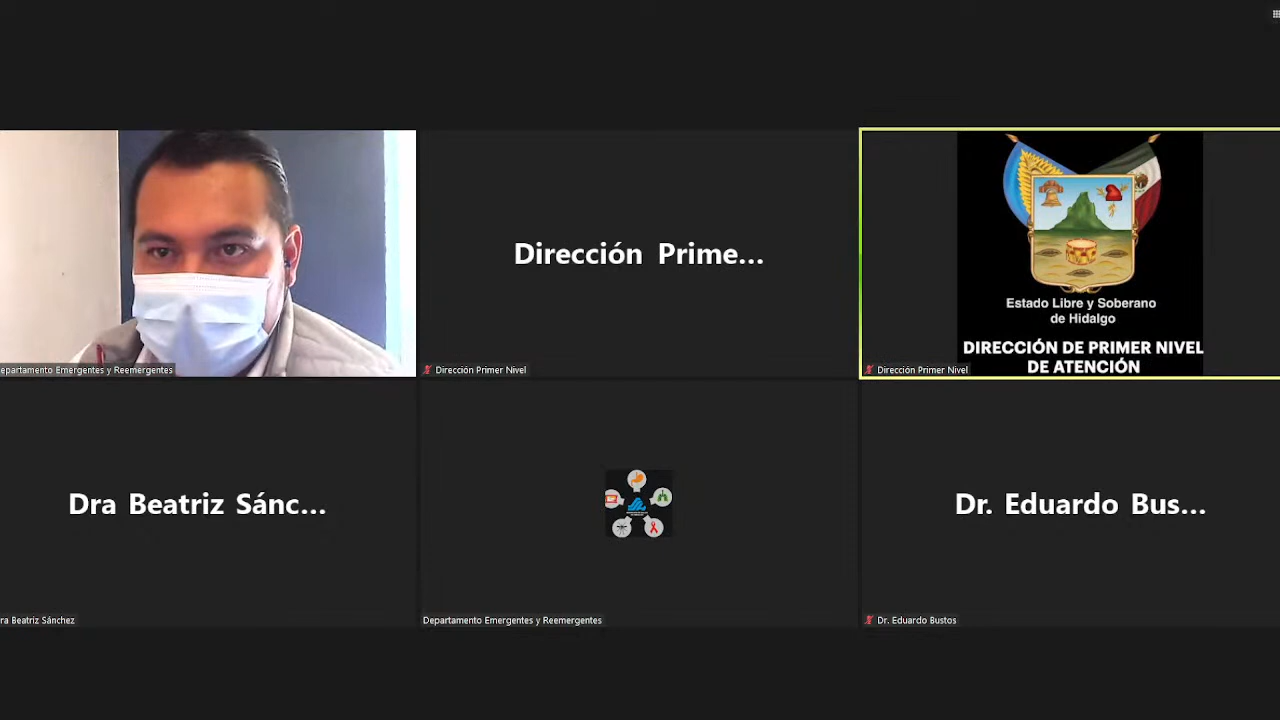 epartamento Emergentes y Reemergentes
Dirección Prime...
Dirección Primer Nivel
Estado Libre y Soberano
de Hidalgo
DIRECCIÓN DE PRIMER NIVEL
DE ATENCIÓN
Dirección Primer Nivel
Dra Beatriz Sánc...
ra Beatriz Sánchez
Departamento Emergentes y Reemergentes
Dr. Eduardo Bus...
Dr. Eduardo Bustos